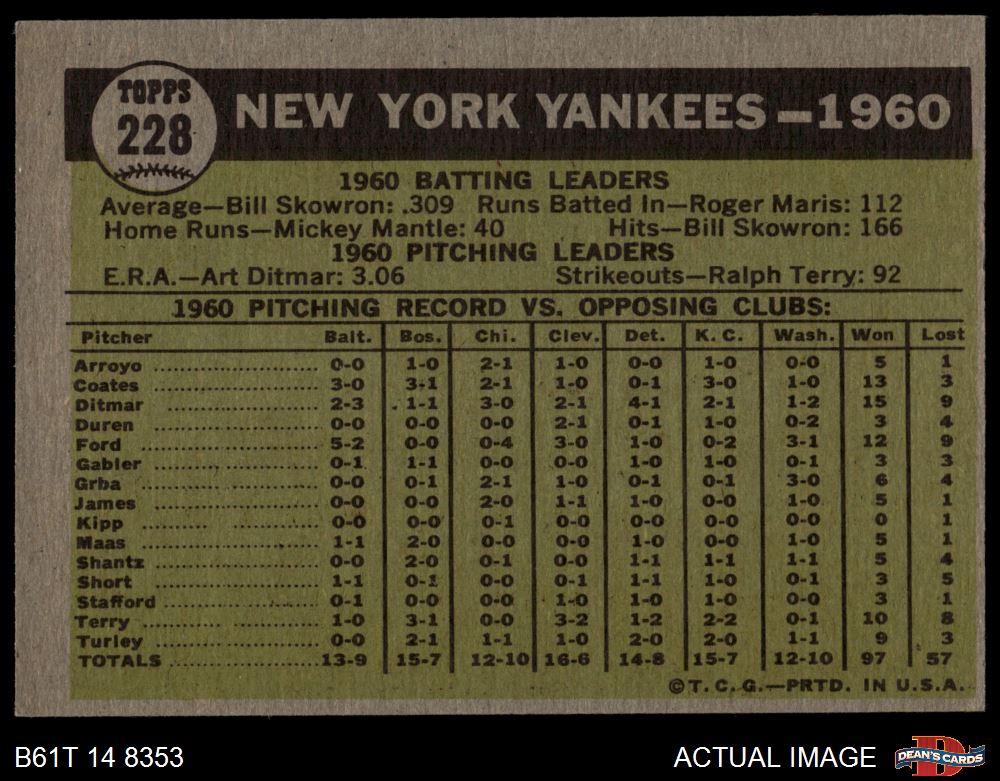 TOPPS
228
NEW YORK YANKEES—1960
1960 BATTING LEADERS
Average—Bill Skowron: .309 Runs Batted In—Roger Maris: 112
Home Runs—Mickey Mantle: 40 Hits—Bill Skowron: 166
1960 PITCHING LEADERS
E.R.A.—Art Ditmar: 3.06 Strikeouts—Ralph Terry: 92
1960 PITCHING RECORD VS. OPPOSING CLUBS:
Pitcher Balt. Bos. Chi. Clev. Det. K. C. Wash. Won Lost
Arroyo 0-0 1-0 2-1 1-0 0-0 1-0 0-0 5 1
Coates 3-0 3-1 2-1 1-0 0-1 3-0 1-0 13 3
Ditmar 2-3 1-1 3-0 2-1 4-1 2-1 1-2 15 9
Duren 0-0 0-0 0-0 2-1 0-1 1-0 0-2 3 4
Ford 5-2 0-0 0-4 3-0 1-0 0-2 3-1 12 9
Gabler 0-1 1-1 0-0 0-0 1-0 1-0 0-1 3 3
Grba 0-0 0-1 2-1 1-0 0-1 0-1 3-0 6 4
James 0-0 0-0 2-0 1-1 1-0 0-0 1-0 5 1
Kipp 0-0 0-0 0-1 0-0 0-0 0-0 0-0 0 1
Maas 1-1 2-0 0-0 0-0 1-0 0-0 1-0 5 1
Shantz 0-0 2-0 0-1 0-1 1-1 1-1 1-1 5 4
Short 1-1 0-1 0-0 0-1 1-1 1-0 0-1 3 5
Stafford 0-1 0-0 0-0 1-0 1-0 1-0 0-0 3 1
Terry 1-0 3-1 0-0 3-2 1-2 2-2 0-1 10 8
Turley 0-0 2-1 1-1 1-0 2-0 2-0 1-1 9 3
TOTALS 13-9 15-7 12-10 16-6 14-8 15-7 12-10 97 57
©T.C.G.—PRTD. IN U.S.A.
B61T 14 8353 ACTUAL IMAGE
DEAN'S CARDS